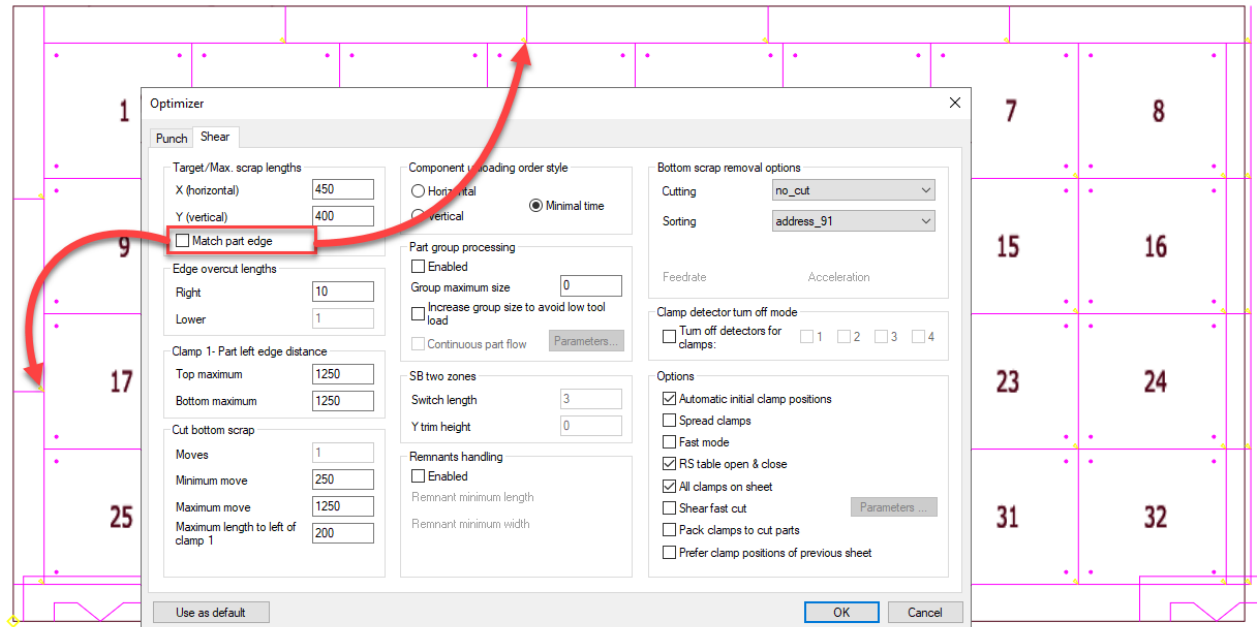 1
7
8
9
15
16
17
23
24
25
31
32
Optimizer
Punch
Shear
Target/Max. scrap lengths
X (horizontal)
450
Y (vertical)
400
Match part edge
Edge overcut lengths
Right
10
Lower
1
Clamp 1- Part left edge distance
Top maximum
1250
Bottom maximum
1250
Cut bottom scrap
Moves
1
Minimum move
250
Maximum move
1250
Maximum length to left of
clamp 1
200
Component unloading order style
Horizontal
Vertical
Minimal time
Part group processing
Enabled
Group maximum size
0
Increase group size to avoid low tool
load
Continuous part flow
Parameters...
SB two zones
Switch length
3
Y trim height
0
Remnants handling
Enabled
Remnant minimum length
Remnant minimum width
Bottom scrap removal options
Cutting
no_cut
Sorting
address_91
Feedrate
Acceleration
Clamp detector turn off mode
Turn off detectors for
clamps:
1
2
3
4
Options
Automatic initial clamp positions
Spread clamps
Fast mode
RS table open & close
All clamps on sheet
Shear fast cut
Parameters ...
Pack clamps to cut parts
Prefer clamp positions of previous sheet
Use as default
OK
Cancel